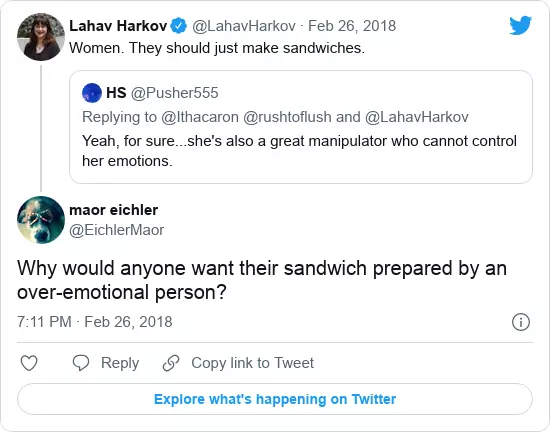 Lahav Harkov @LahavHarkov · Feb 26, 2018
Women. They should just make sandwiches.
HS @Pusher555
Replying to @Ithacaron @rushtoflush and @LahavHarkov
Yeah, for sure...she's also a great manipulator who cannot control
her emotions.
maor eichler
@EichlerMaor
Why would anyone want their sandwich prepared by an
over-emotional person?
7:11 PM · Feb 26, 2018
Reply Copy link to Tweet
Explore what's happening on Twitter